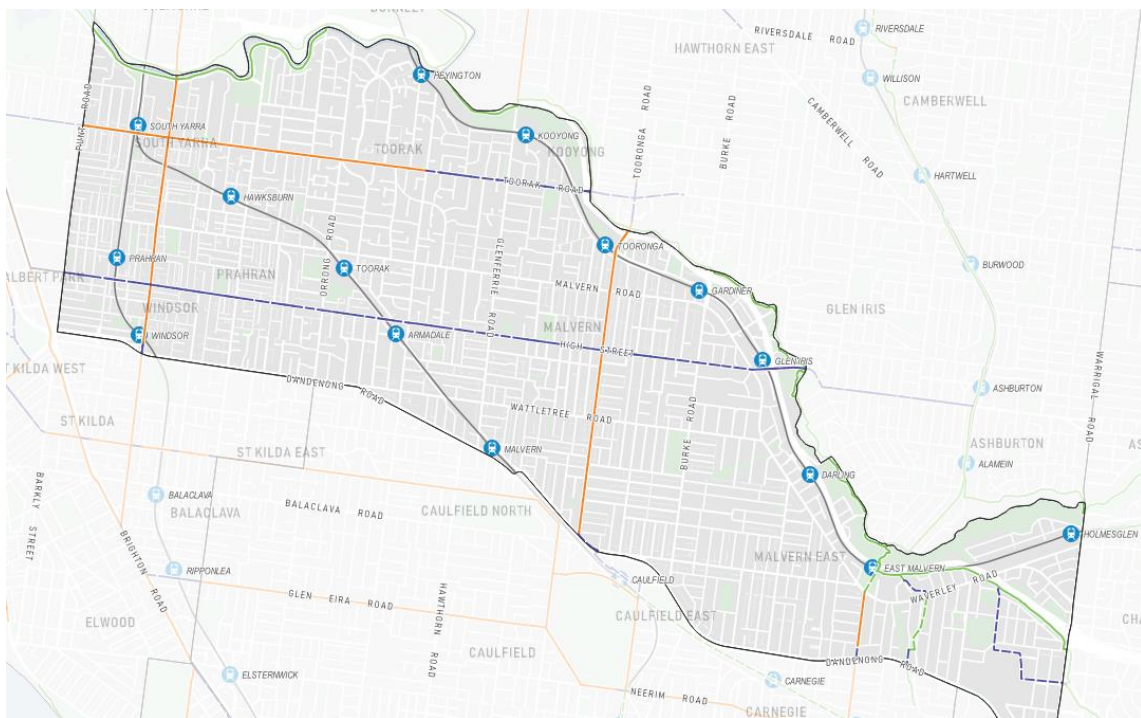 RIVERSDALE ROAD
RIVERSDALE
HAWTHORN EAST
HEYINGTON
WILLISON
CAMBERWELL
CAMBERWELL ROAD
TOORONGA ROAD
BURKE ROAD
PUNT ROAD
SOUTH YARRA
SOUTH YARRA
KOOYONG
KOOYONG
TOORAK
HARTWELL
TOORAK ROAD
HAWKSBURN
ORRONG ROAD
GLENFERRIE ROAD
TOORONGA
PRAHRAN
PRAHRAN
TOORAK
ALBERT PARK
BURWOOD
MALVERN ROAD
GARDINER
WINDSOR
WINDSOR
GLEN IRIS
MALVERN
ARMADALE
HIGH STREET
GLEN IRIS
ST KILDA WEST
DANDENONG ROAD
WARRIGAL ROAD
ASHBURTON
WATTLETREE ROAD
BURKE ROAD
ST KILDA
ASHBURTON
MALVERN
ST KILDA EAST
ALAMEIN
DARLING
BARKLY STREET
BALACLAVA
BALACLAVA
BALACLAVA ROAD
CAULFIELD NORTH
HOLMESGLEN
BRIGHTON ROAD
MALVERN EAST
EAST MALVERN
RIPPONLEA
CAULFIELD
WAVERLEY ROAD
GLEN EIRA ROAD
HAWTHORN ROAD
CAULFIELD EAST
ELWOOD
CAULFIELD
DANDENONG ROAD
ELSTERNWICK
CARNEGIE
NEERIM ROAD
CARNEGIE